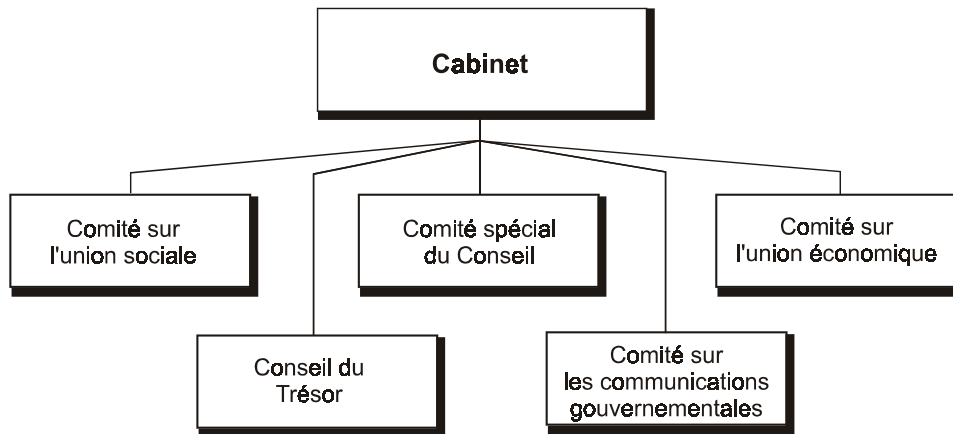 Cabinet
Comité sur
l'union sociale
Comité spécial
du Conseil
Comité sur
l'union économique
Conseil du
Trésor
Comité sur
les communications
gouvernementales